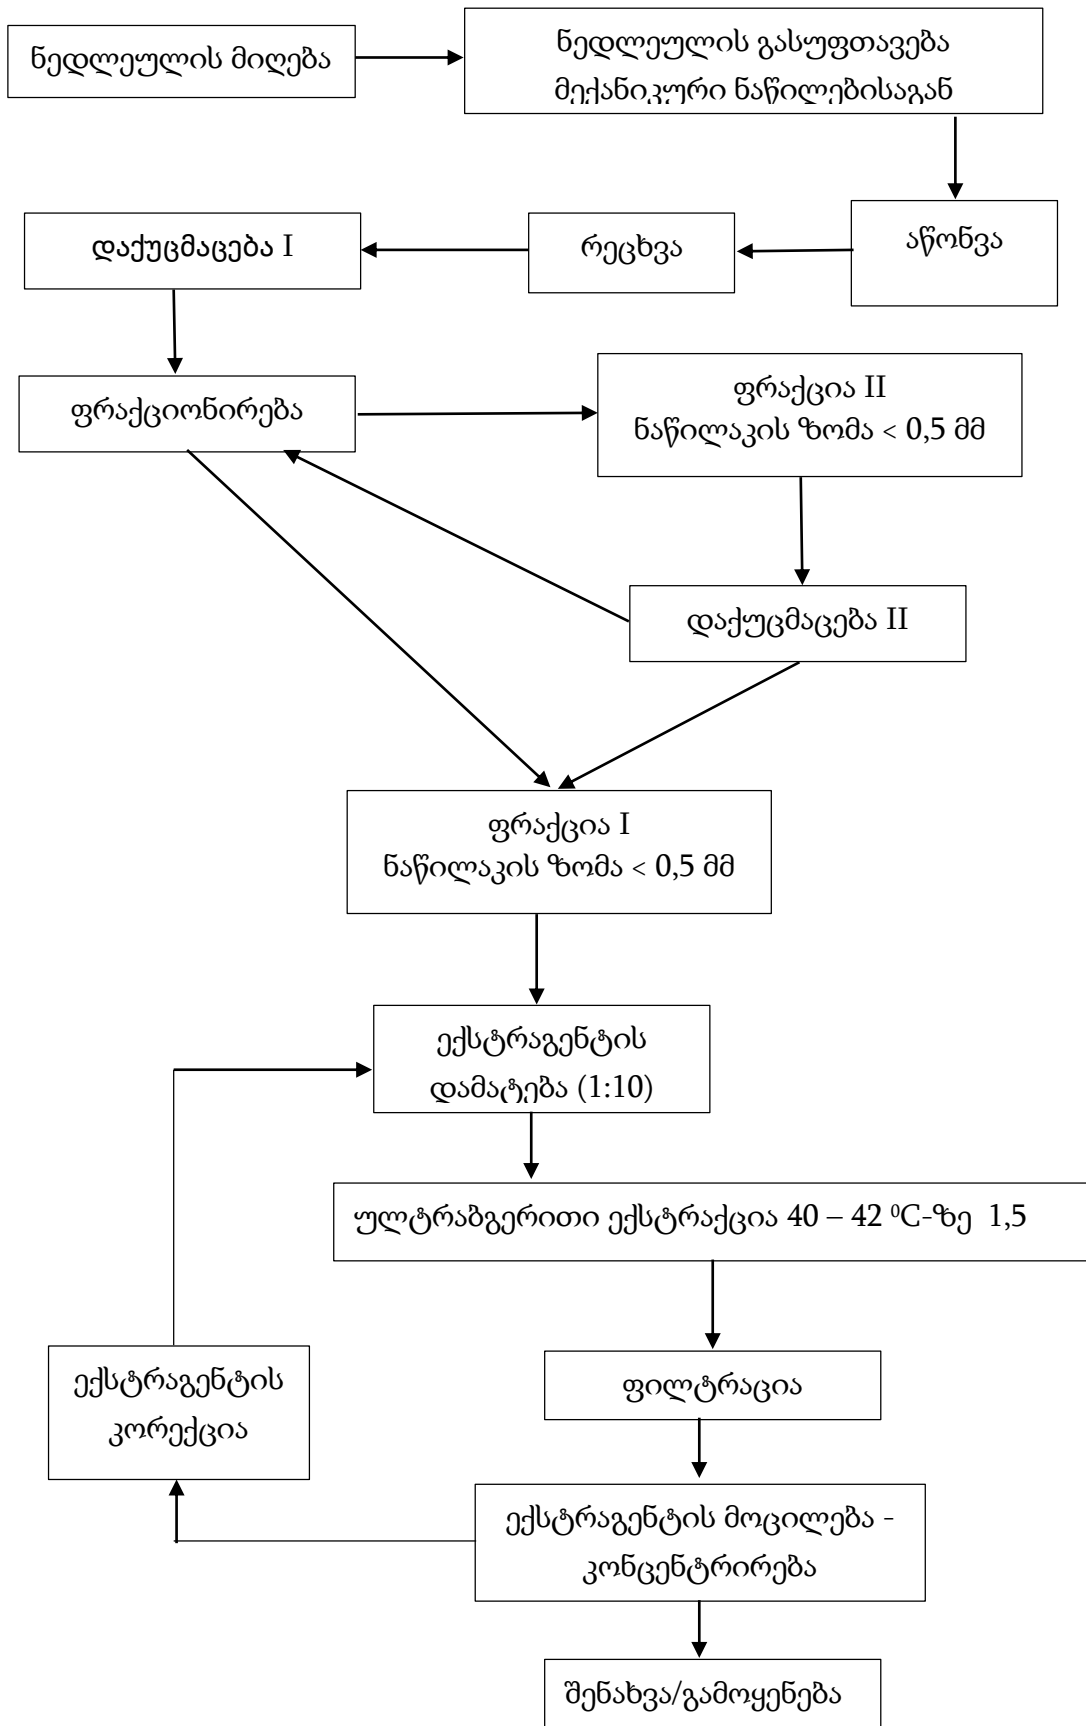 ნედლეულის მიღება
ნედლეულის გასუფთავება
მექანიკური ნაწილებისაგან
აწონვა
რეცხვა
დაქუცმაცება I
ფრაქციონირება
ფრაქცია II
ნაწილაკის ზომა < 0,5 მმ
დაქუცმაცება II
ფრაქცია I
ნაწილაკის ზომა < 0,5 მმ
ექსტრაგენტის
დამატება (1:10)
ულტრაბგერითი ექსტრაქცია 40 – 42 ⁰C-ზე 1,5
ფილტრაცია
ექსტრაგენტის
კორექცია
ექსტრაგენტის მოცილება -
კონცენტრირება
შენახვა/გამოყენება